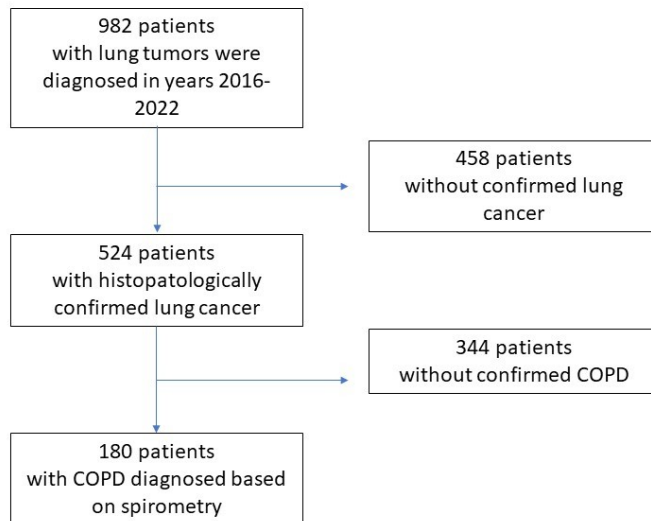 982 patients
with lung tumors were
diagnosed in years 2016-
2022
458 patients
without confirmed lung
cancer
524 patients
with histopatologically
confirmed lung cancer
344 patients
without confirmed COPD
180 patients
with COPD diagnosed based
on spirometry